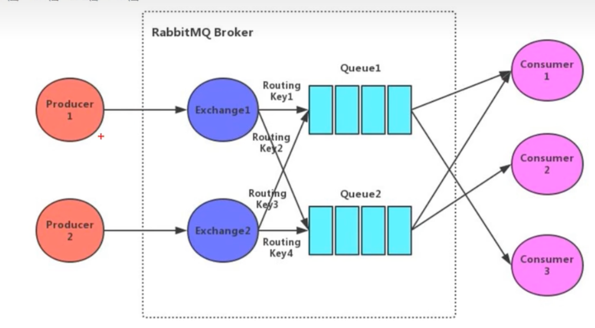 RabbitMQ Broker
Producer
1
Exchange1
Routing
Key1
Queue1
Consumer
1
Routing
Key2
Consumer
2
Producer
2
Exchange2
Routing
Key3
Queue2
Routing
Key4
Consumer
3